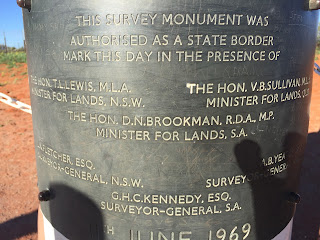 THIS SURVEY MONUMENT WAS
AUTHORISED AS A STATE BORDER
MARK THIS DAY IN THE PRESENCE OF
THE HON. T.L. LEWIS, M.L.A. THE HON. V.B. SULLIVAN, M.L.
MINISTER FOR LANDS, N.S.W. MINISTER FOR LANDS,
THE HON. D.N. BROOKMAN, R.D.A., M.P.
MINISTER FOR LANDS, S.A.
ESQ.
-GENERAL, N.S.W. SURVEYOR-GENERAL,
G.H.C. KENNEDY, ESQ.
SURVEYOR-GENERAL, S.A.
JUNE 1969